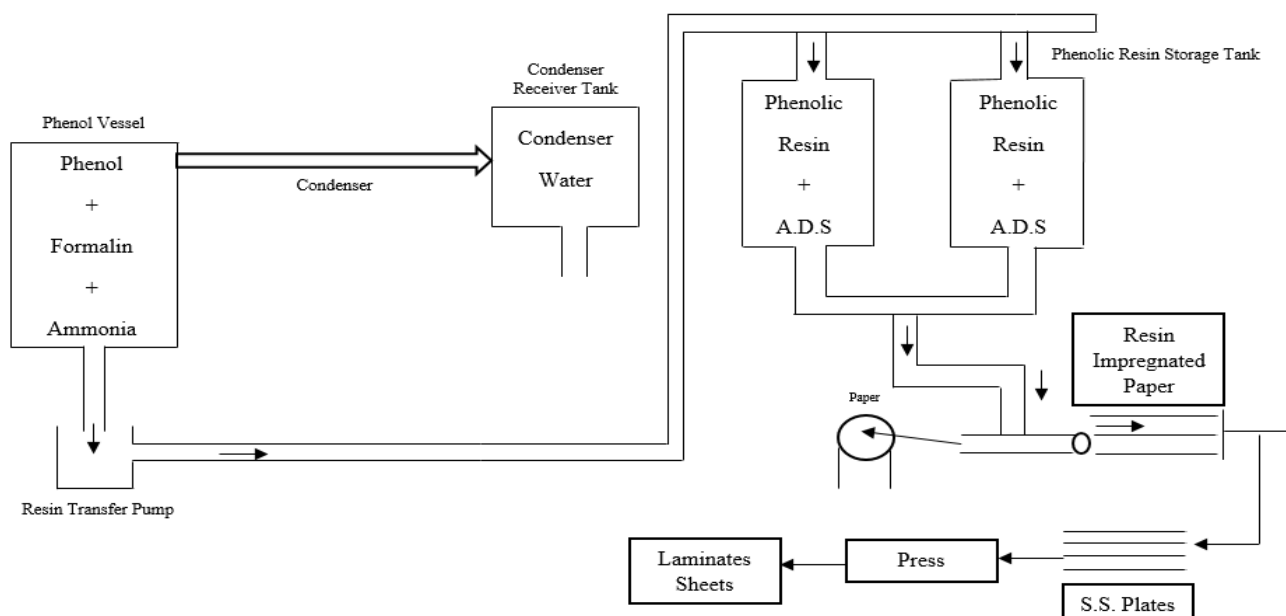 Phenol Vessel
Phenol
+
Formalin
+
Ammonia
Resin Transfer Pump
Condenser
Condenser
Receiver Tank
Condenser
Water
Phenolic Resin Storage Tank
Phenolic
Resin
+
A.D.S
Phenolic
Resin
+
A.D.S
Paper
Resin
Impregnated
Paper
S.S. Plates
Press
Laminates
Sheets